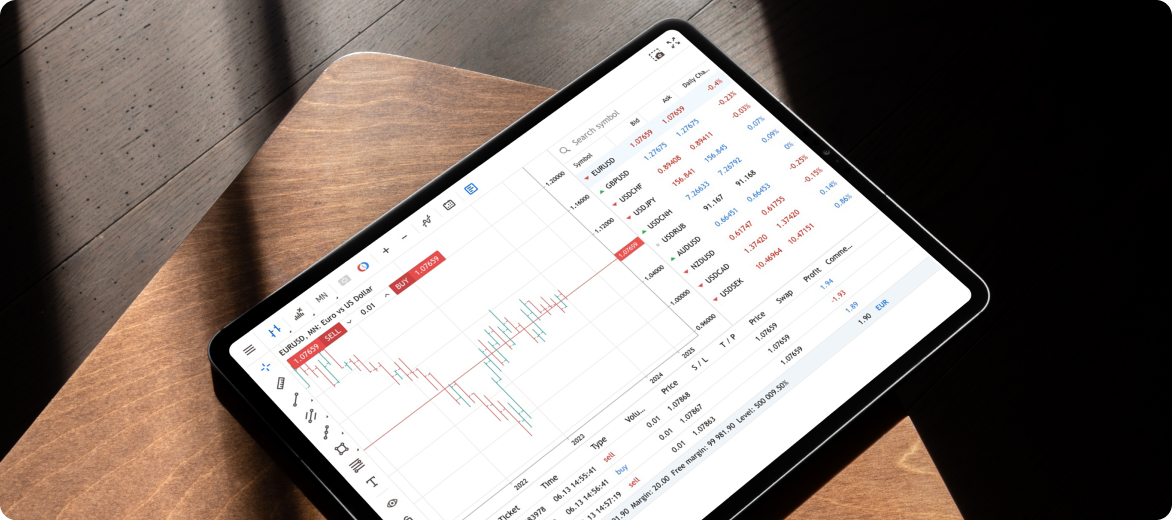 MN
EURUSD, MN: Euro vs US Dollar
1.07659 SELL
0.01
BUY 1.07659
1.20000
1.16000
1.12000
1.07659
1.04000
1.00000
0.96000
2022
2023
2024
2025
Search symbol
Symbol Bid Ask Daily Cha...
EURUSD 1.07659 1.07659 -0.4%
GBPUSD 1.27675 1.27675 -0.23%
USDCHF 0.89408 0.89411 -0.03%
USDJPY 156.841 156.845 0.07%
USDCNH 7.26633 7.26792 0.09%
USDRUB 91.167 91.168 0%
AUDUSD 0.66451 0.66453 -0.25%
NZDUSD 0.61747 0.61755 -0.15%
USDCAD 1.37420 1.37420 0.14%
USDSEK 10.46964 10.47151 0.86%
Ticket Time Type Volu... Price S / L T / P Price Swap Profit Comme...
83978 06.13 14:55:41 sell 0.01 1.07868 1.07659 1.94
06.13 14:56:41 buy 0.01 1.07867 1.07659 -1.93
13 14:57:19 sell 0.01 1.07863 1.07659 1.89
Margin: 20.00 Free margin: 99 981.90 Level: 500 009.50% 1.90 EUR